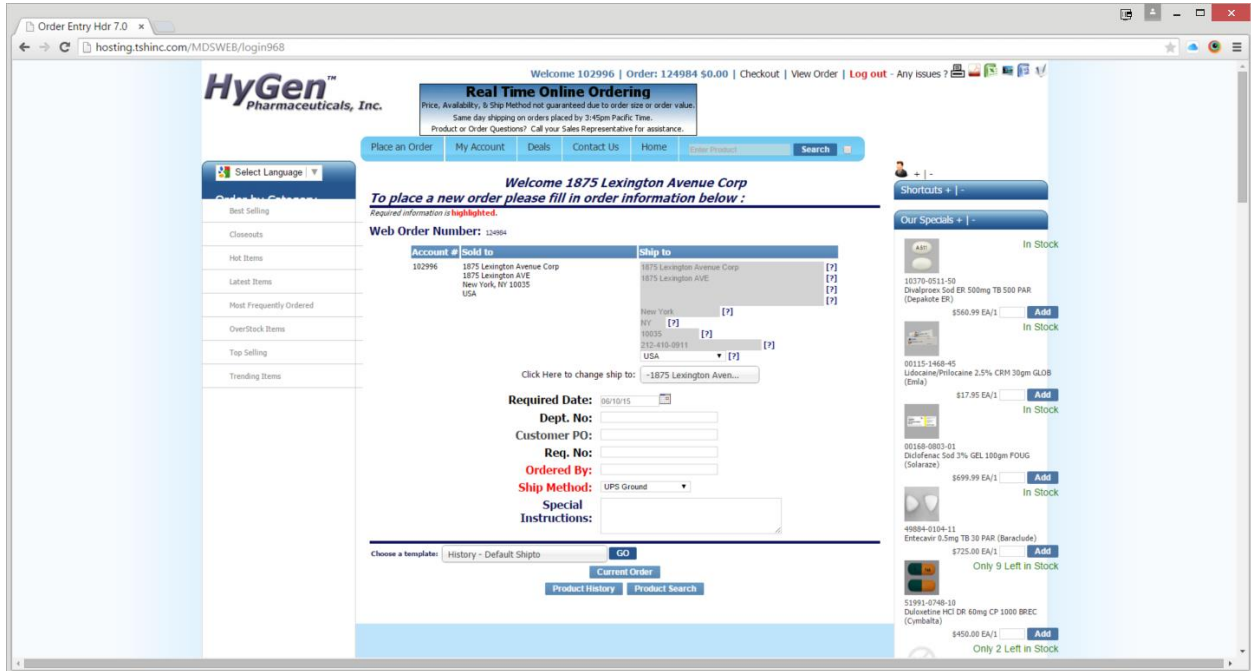 Order Entry Hdr 7.0
hosting.tshinc.com/MDSWEB/login968
HyGen™
Pharmaceuticals, Inc.
Welcome 102996 | Order: 124984 $0.00 | Checkout | View Order | Log out - Any issues ?
Real Time Online Ordering
Price, Availability, & Ship Method not guaranteed due to order size or order value.
Same day shipping on orders placed by 3:45pm Pacific Time.
Product or Order Questions? Call your Sales Representative for assistance.
Place an Order My Account Deals Contact Us Home Enter Product Search
Select Language ▼
Order by Category:
Best Selling
Closeouts
Hot Items
Latest Items
Most Frequently Ordered
OverStock Items
Top Selling
Trending Items
Welcome 1875 Lexington Avenue Corp
To place a new order please fill in order information below :
Required information is highlighted.
Web Order Number: 124984
Account # Sold to Ship to
102996 1875 Lexington Avenue Corp 1875 Lexington Avenue Corp [?]
1875 Lexington AVE 1875 Lexington AVE [?]
New York, NY 10035 [?]
USA [?]
New York [?]
NY [?]
10035 [?]
212-410-0911 [?]
USA [?]
Click Here to change ship to: -1875 Lexington Aven...
Required Date: 06/10/15
Dept. No:
Customer PO:
Req. No:
Ordered By:
Ship Method: UPS Ground
Special
Instructions:
Choose a template: History - Default Shipto GO
Current Order
Product History Product Search
+ | -
Shortcuts + | -
Our Specials + | -
In Stock
10370-0511-50
Divalproex Sod ER 500mg TB 500 PAR
(Depakote ER)
$560.99 EA/1 Add
In Stock
00115-1468-45
Lidocaine/Prilocaine 2.5% CRM 30gm GLOB
(Emla)
$17.95 EA/1 Add
In Stock
00168-0803-01
Diclofenac Sod 3% GEL 100gm FOUG
(Solaraze)
$699.99 EA/1 Add
In Stock
49884-0104-11
Entecavir 0.5mg TB 30 PAR (Baraclude)
$725.00 EA/1 Add
Only 9 Left in Stock
51991-0748-10
Duloxetine HCl DR 60mg CP 1000 BREC
(Cymbalta)
$450.00 EA/1 Add
Only 2 Left in Stock